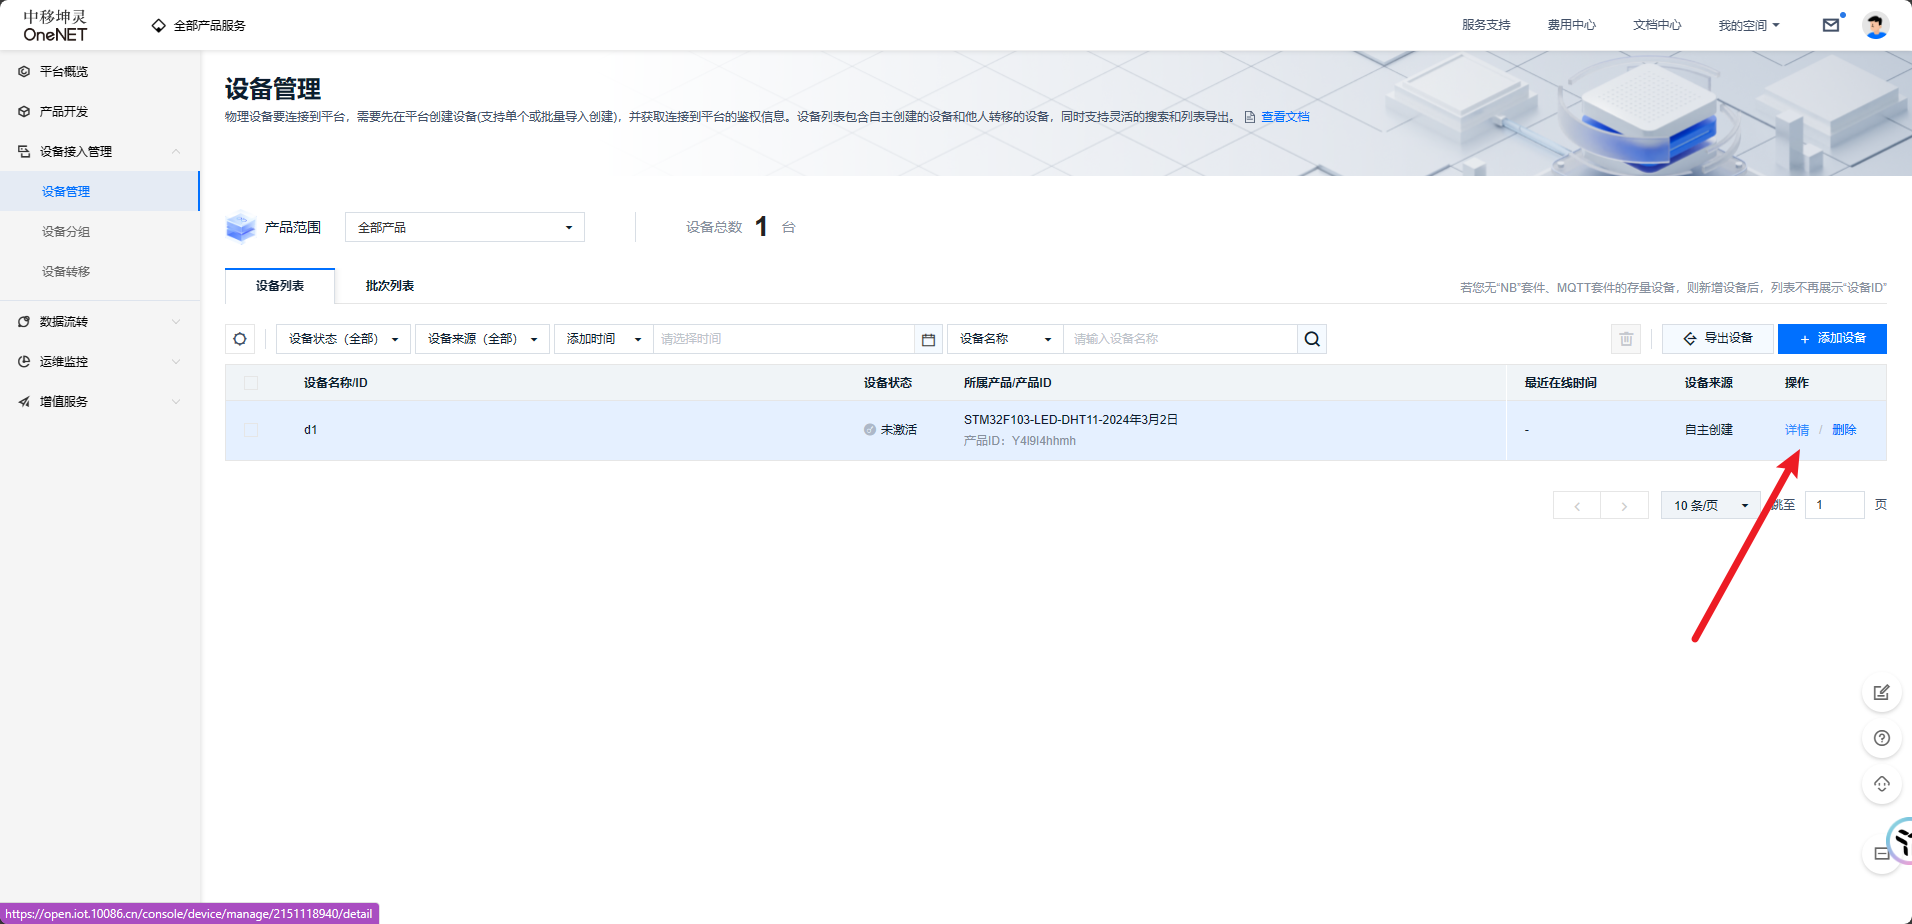 中移坤灵
OneNET
全部产品服务
服务支持
费用中心
文档中心
我的空间
平台概览
产品开发
设备接入管理
设备管理
设备分组
设备转移
数据流转
运维监控
增值服务
设备管理
物理设备要连接到平台，需要先在平台创建设备(支持单个或批量导入创建)，并获取连接到平台的鉴权信息。设备列表包含自主创建的设备和他人转移的设备，同时支持灵活的搜索和列表导出。 查看文档
产品范围
全部产品
设备总数 1 台
设备列表
批次列表
若您无“NB”套件、MQTT套件的存量设备，则新增设备后，列表不再展示“设备ID”
设备状态（全部）
设备来源（全部）
添加时间
请选择时间
设备名称
请输入设备名称
导出设备
+ 添加设备
设备名称/ID 设备状态 所属产品/产品ID 最近在线时间 设备来源 操作
d1 未激活 STM32F103-LED-DHT11-2024年3月2日 - 自主创建 详情 / 删除
产品ID：Y4I9I4hhmh
10 条/页
跳至 1 页
https://open.iot.10086.cn/console/device/manage/2151118940/detail